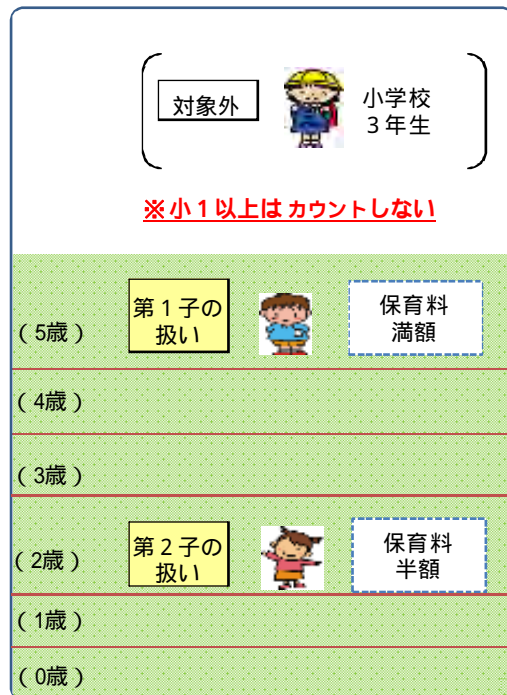 対象外
小学校
３年生
※小１以上はカウントしない
（5歳）
第１子の
扱い
保育料
満額
（4歳）
（3歳）
（2歳）
第２子の
扱い
保育料
半額
（1歳）
（0歳）